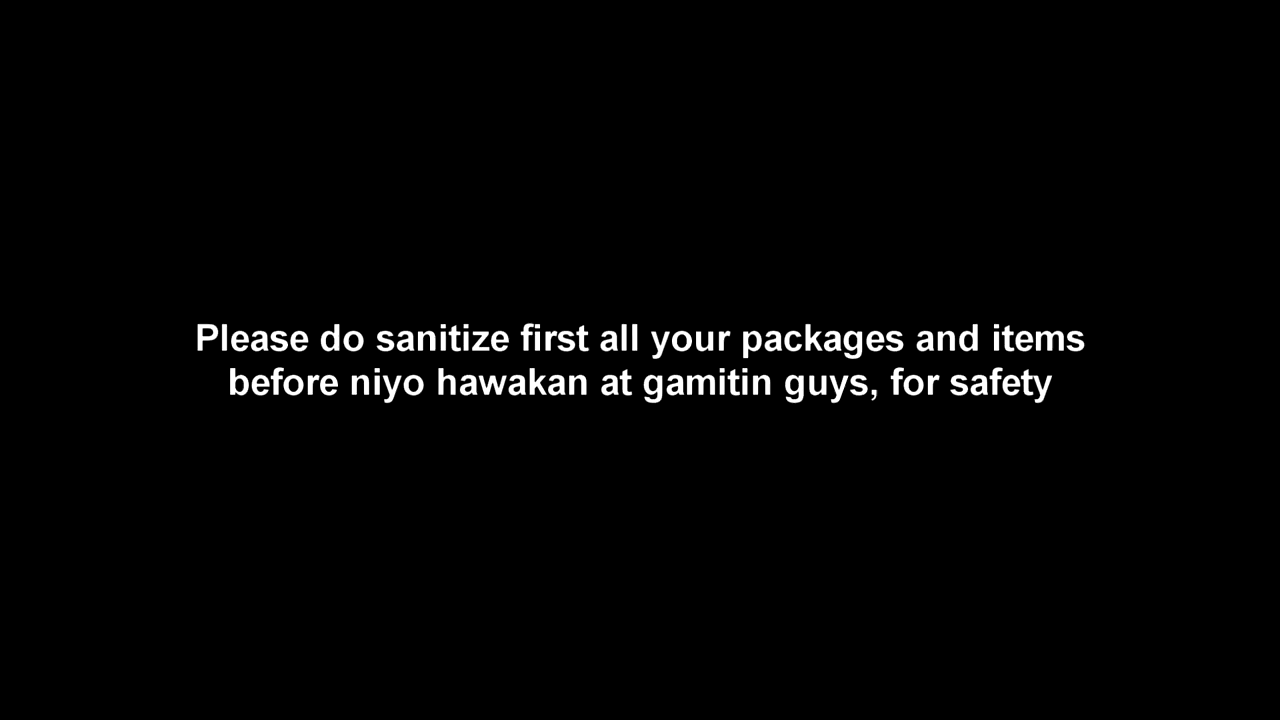 Please do sanitize first all your packages and items
before niyo hawakan at gamitin guys, for safety